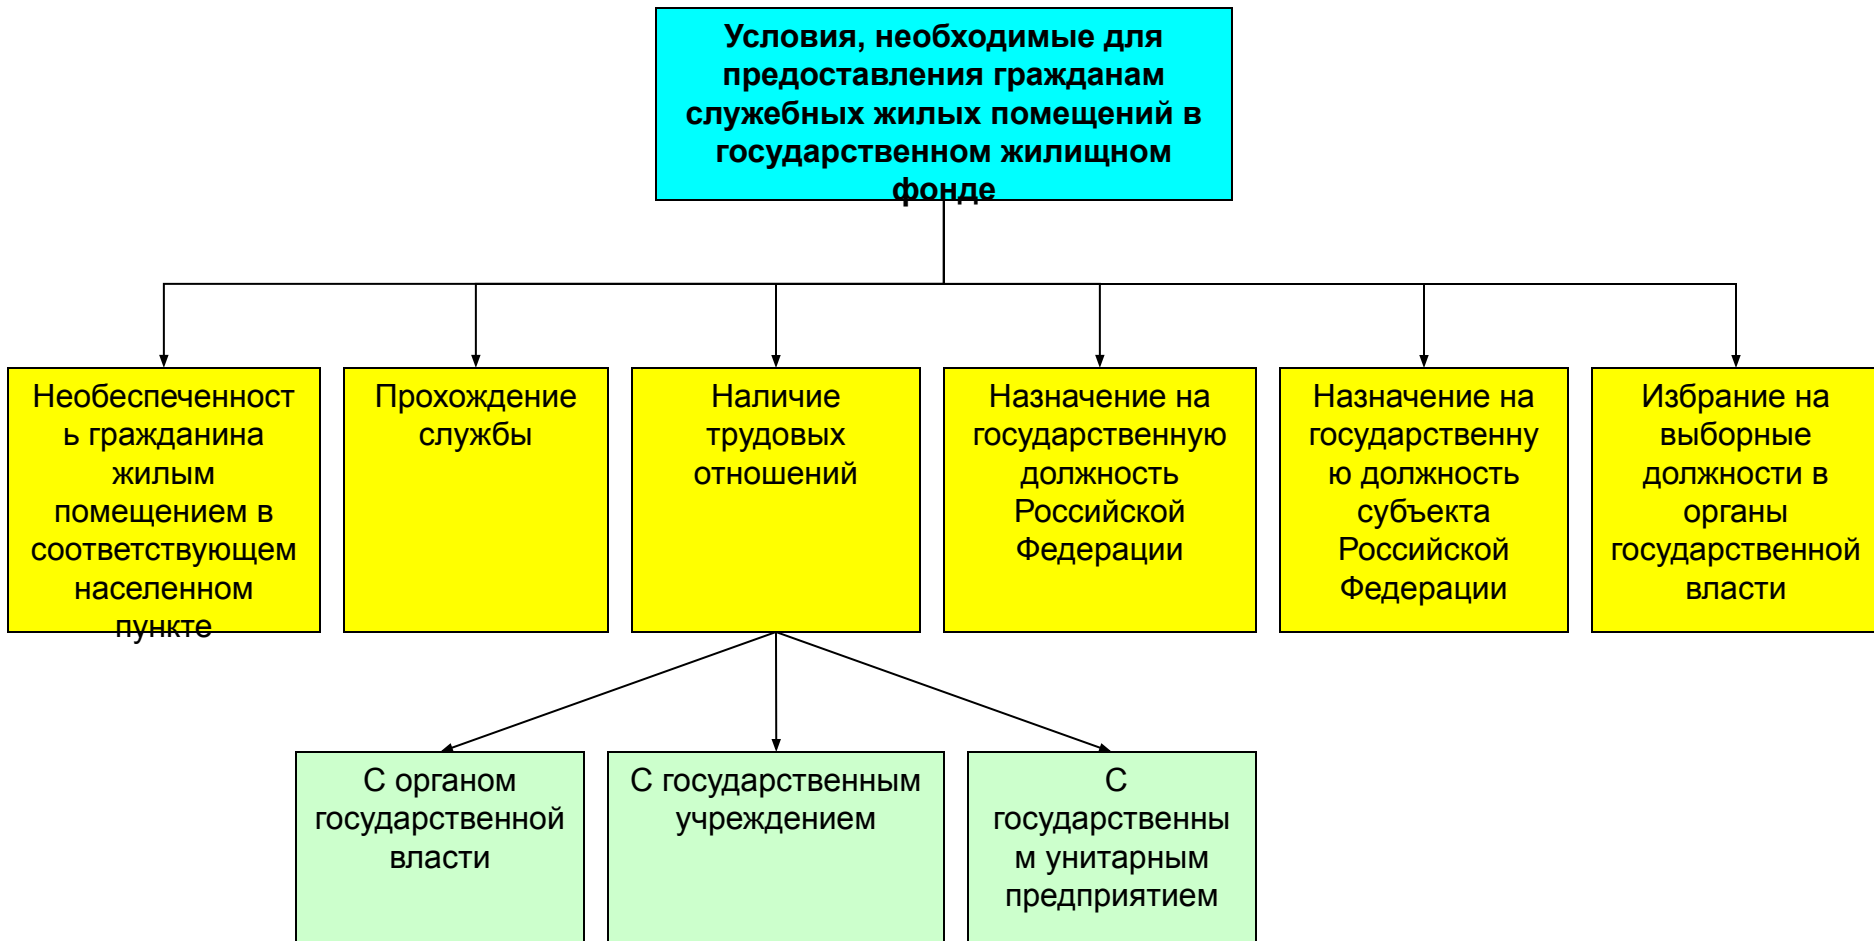 Условия, необходимые для
предоставления гражданам
служебных жилых помещений в
государственном жилищном
фонде
Необеспеченност
ь гражданина
жилым
помещением в
соответствующем
населенном
пункте
Прохождение
службы
Наличие
трудовых
отношений
Назначение на
государственную
должность
Российской
Федерации
Назначение на
государственну
ю должность
субъекта
Российской
Федерации
Избрание на
выборные
должности в
органы
государственной
власти
С органом
государственной
власти
С государственным
учреждением
С
государственны
м унитарным
предприятием